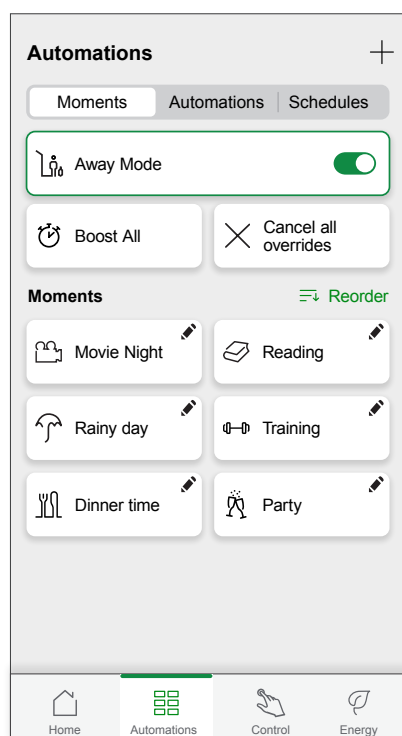 Automations
Moments Automations Schedules
Away Mode
Boost All
Cancel all
overrides
Moments Reorder
Movie Night Reading
Rainy day Training
Dinner time Party
Home Automations Control Energy